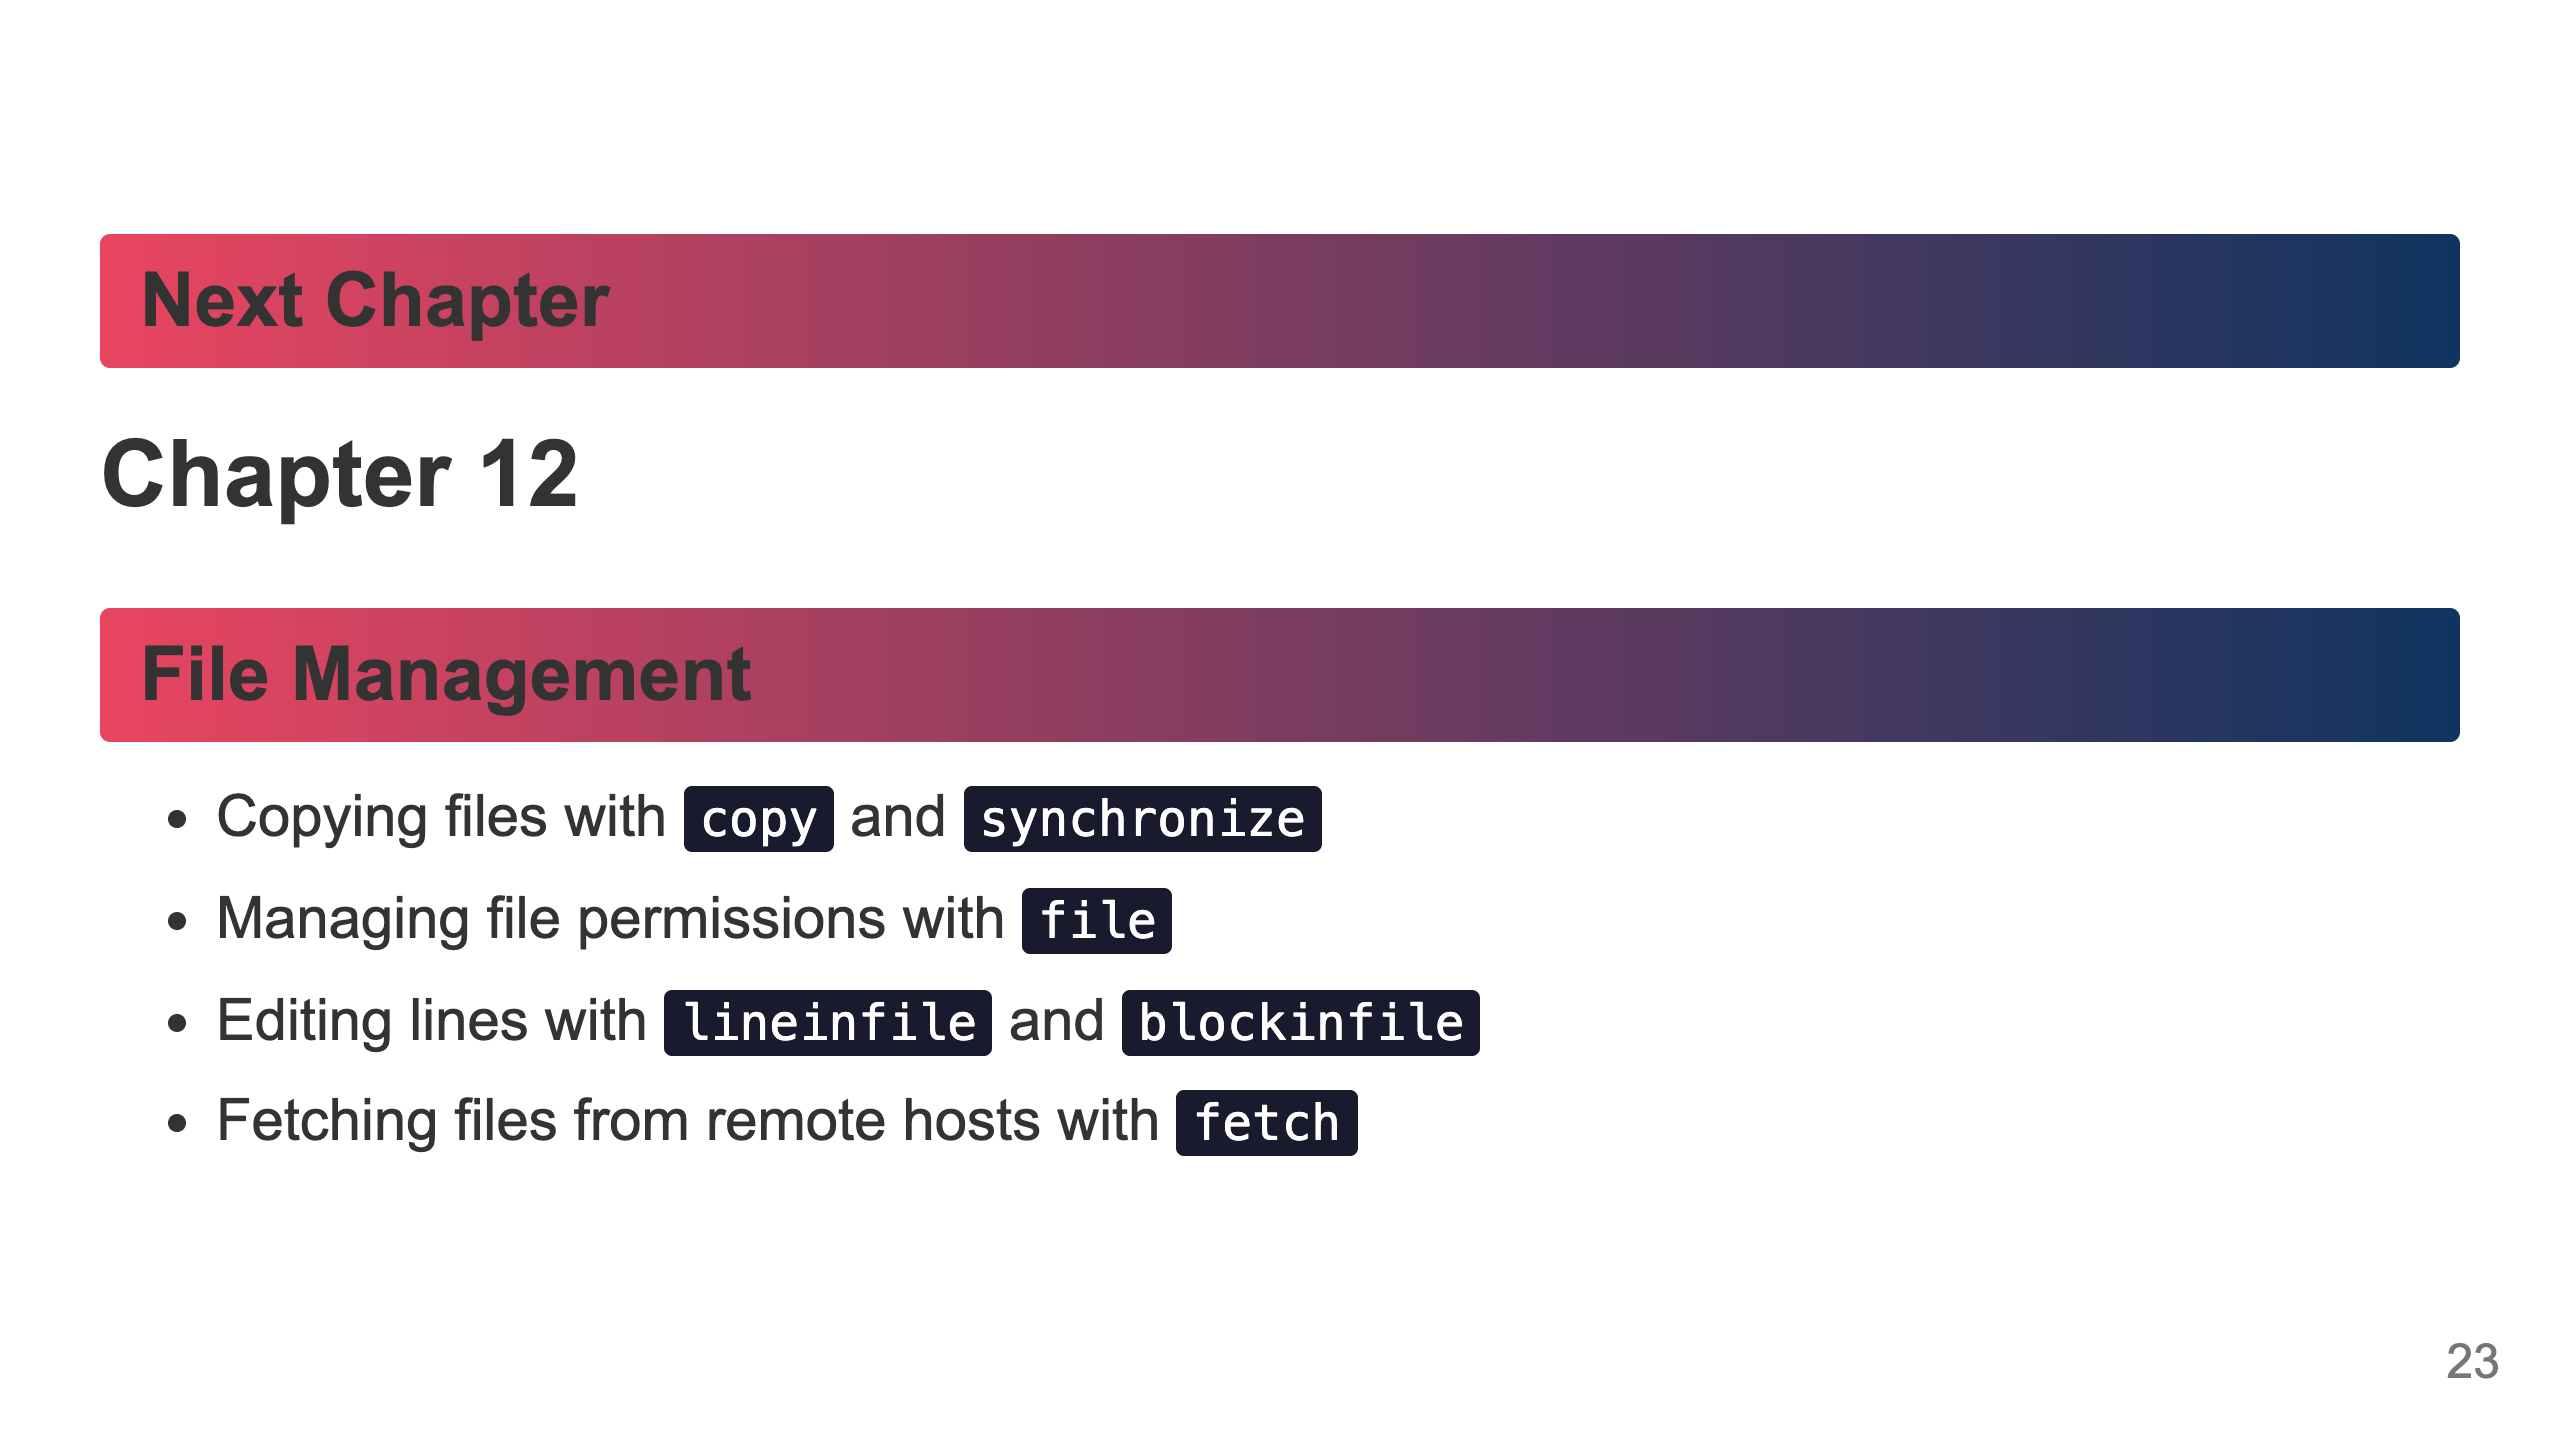 Next Chapter
Chapter 12
File Management
• Copying files with copy and synchronize
• Managing file permissions with file
• Editing lines with lineinfile and blockinfile
• Fetching files from remote hosts with fetch
23